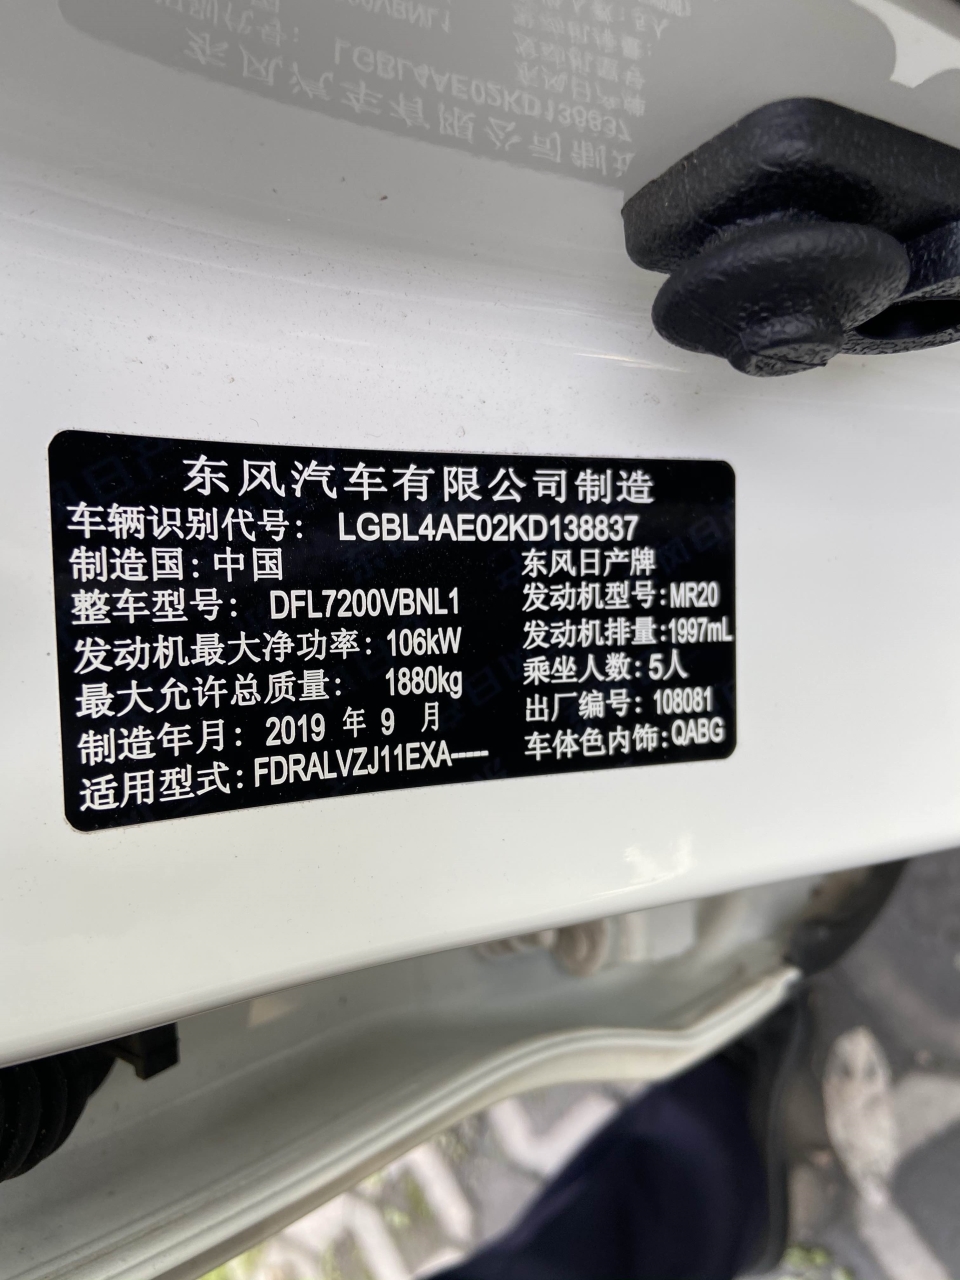 东风汽车有限公司制造
车辆识别代号: LGBL4AE02KD138837
制造国: 中国 东风日产牌
整车型号: DFL7200VBNL1 发动机型号:MR20
发动机最大净功率: 106kW 发动机排量:1997mL
最大允许总质量: 1880kg 乘坐人数: 5人
制造年月: 2019 年 9 月 出厂编号: 108081
适用型式: FDRALVZJ11EXA----- 车体色内饰:QABG